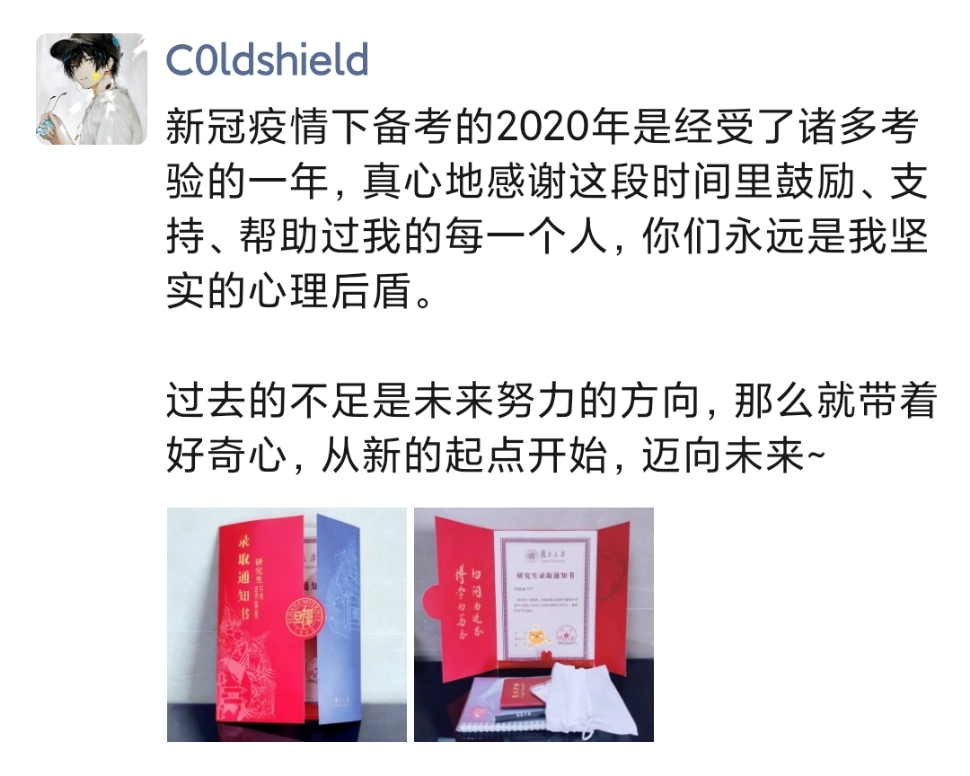 C0ldshield
新冠疫情下备考的2020年是经受了诸多考
验的一年，真心地感谢这段时间里鼓励、支
持、帮助过我的每一个人，你们永远是我坚
实的心理后盾。
过去的不足是未来努力的方向，那么就带着
好奇心，从新的起点开始，迈向未来~
录取通知书
研究生
研究生录取通知书
博学而笃志
切问而近思